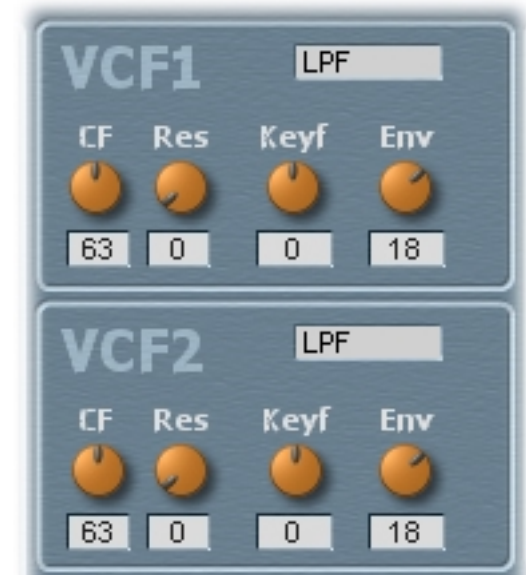 VCF1 LPF
CF Res Keyf Env
63 0 0 18
VCF2 LPF
CF Res Keyf Env
63 0 0 18